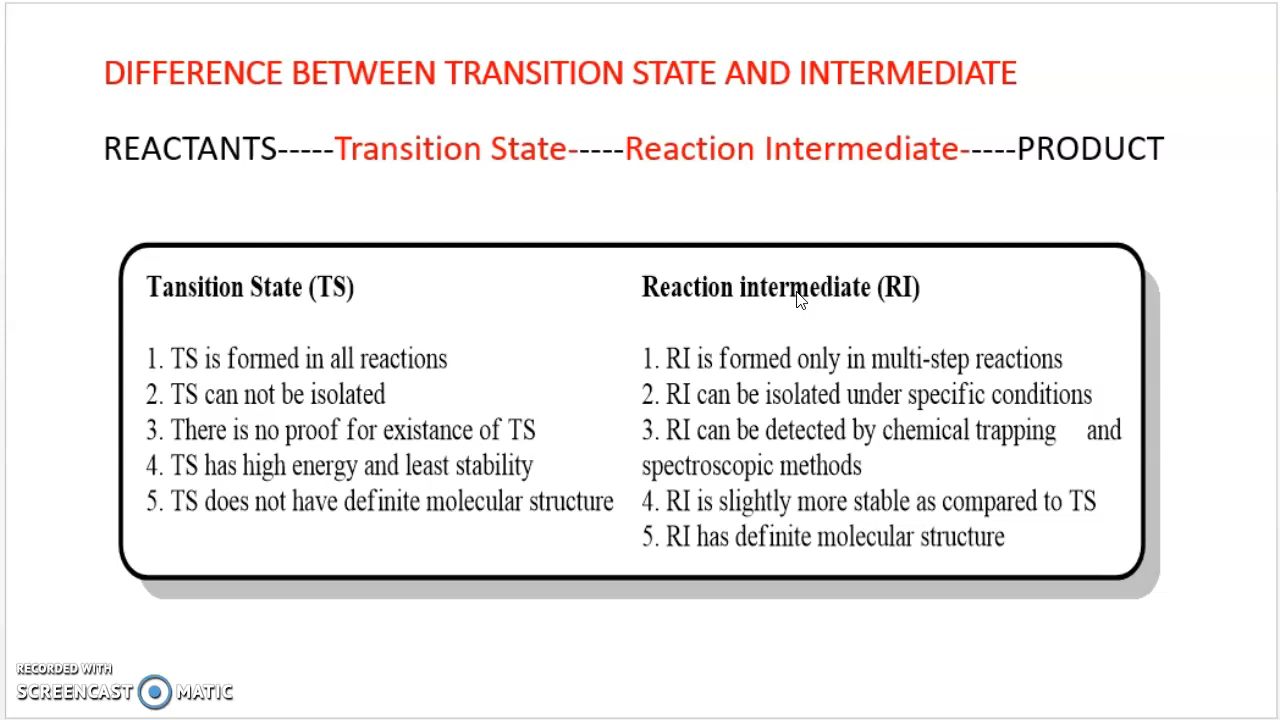 DIFFERENCE BETWEEN TRANSITION STATE AND INTERMEDIATE
REACTANTS-----Transition State-----Reaction Intermediate-----PRODUCT
Tansition State (TS)
1. TS is formed in all reactions
2. TS can not be isolated
3. There is no proof for existance of TS
4. TS has high energy and least stability
5. TS does not have definite molecular structure
Reaction intermediate (RI)
1. RI is formed only in multi-step reactions
2. RI can be isolated under specific conditions
3. RI can be detected by chemical trapping and
spectroscopic methods
4. RI is slightly more stable as compared to TS
5. RI has definite molecular structure
RECORDED WITH
SCREENCAST MATIC